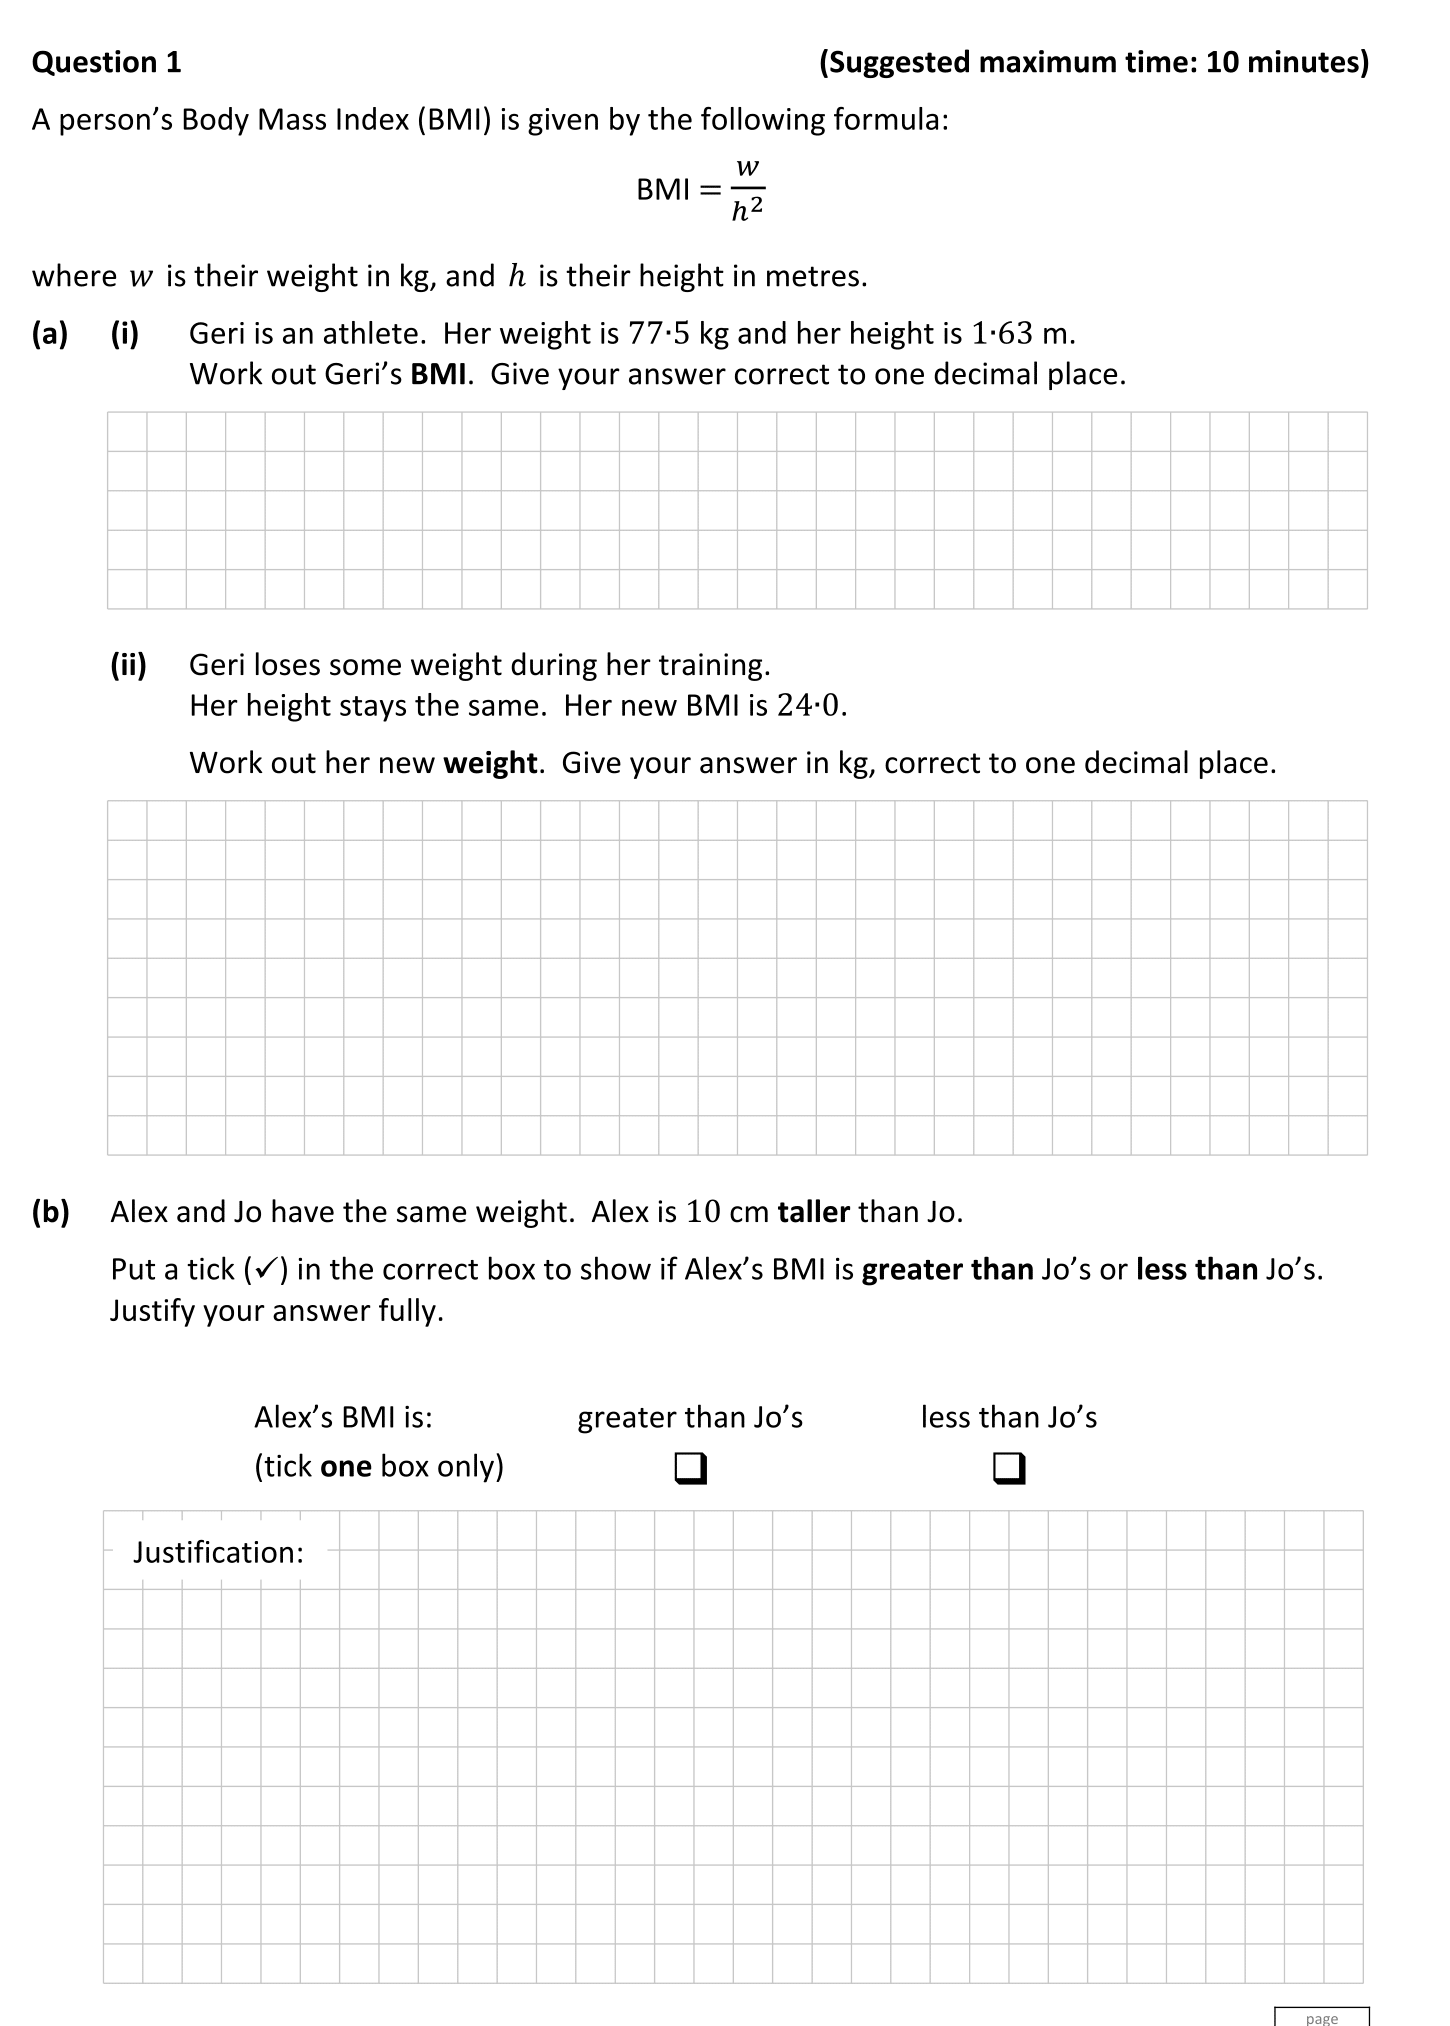 Question 1 (Suggested maximum time: 10 minutes)
A person’s Body Mass Index (BMI) is given by the following formula:
BMI = w/h²
where w is their weight in kg, and h is their height in metres.
(a) (i) Geri is an athlete. Her weight is 77·5 kg and her height is 1·63 m.
Work out Geri’s BMI. Give your answer correct to one decimal place.
(ii) Geri loses some weight during her training.
Her height stays the same. Her new BMI is 24·0.
Work out her new weight. Give your answer in kg, correct to one decimal place.
(b) Alex and Jo have the same weight. Alex is 10 cm taller than Jo.
Put a tick (✓) in the correct box to show if Alex’s BMI is greater than Jo’s or less than Jo’s.
Justify your answer fully.
Alex’s BMI is: greater than Jo’s less than Jo’s
(tick one box only) ❑ ❑
Justification:
page